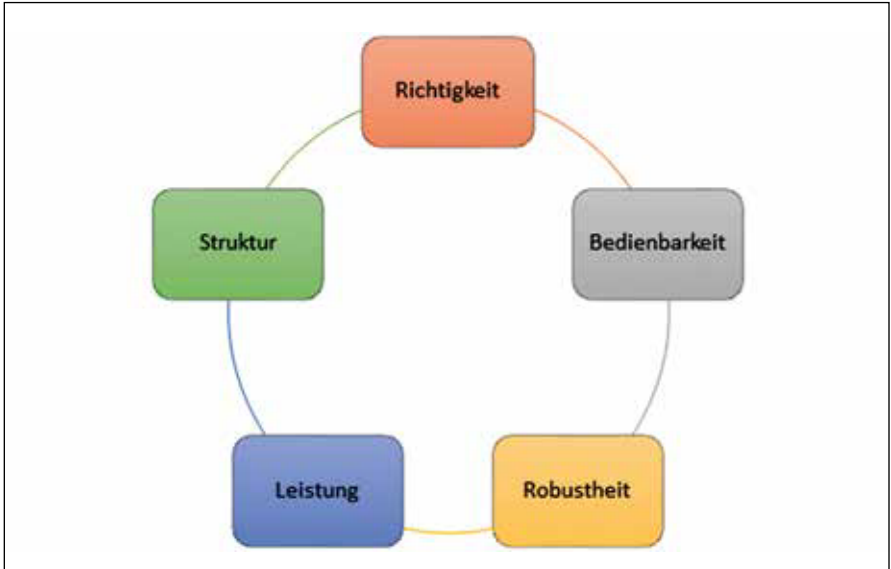 Richtigkeit
Struktur
Bedienbarkeit
Leistung
Robustheit